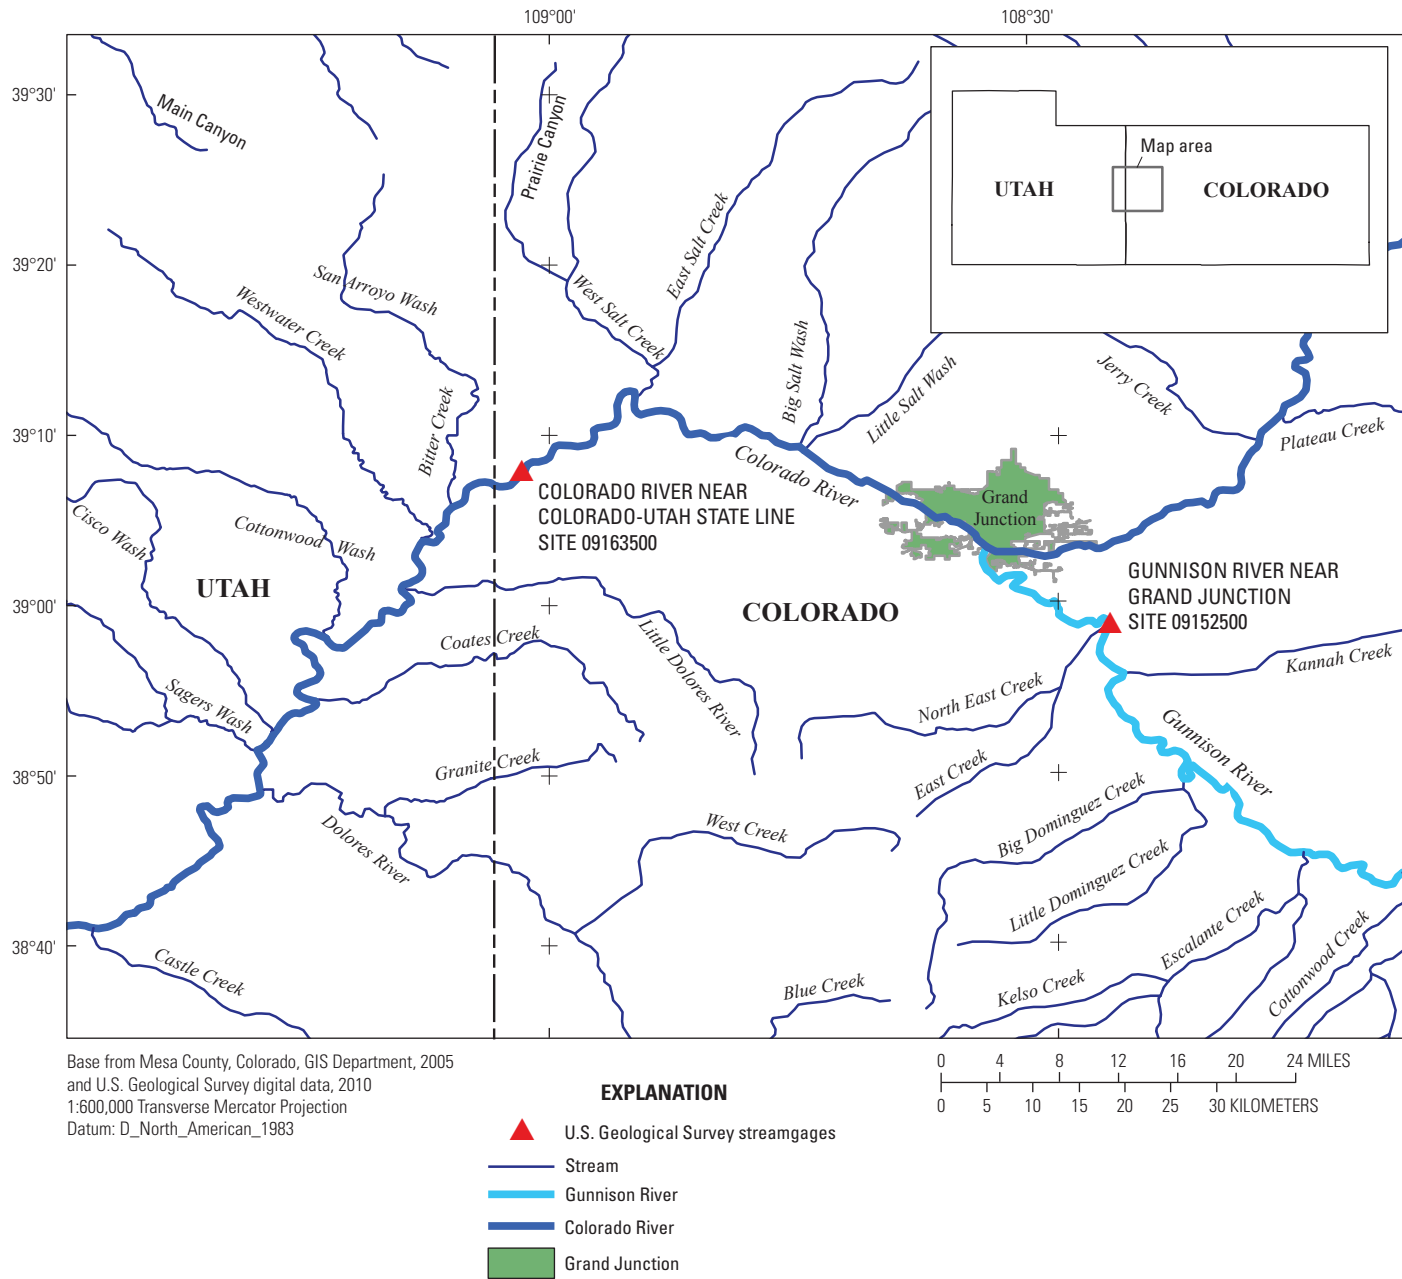 109°00'
108°30'
39°30'
39°20'
39°10'
39°00'
38°50'
38°40'
Main Canyon
Prairie Canyon
UTAH
COLORADO
Map area
San Arroyo Wash
Westwater Creek
Bitter Creek
West Salt Creek
East Salt Creek
Big Salt Wash
Little Salt Wash
Jerry Creek
Plateau Creek
Colorado River
Grand
Junction
COLORADO RIVER NEAR
COLORADO-UTAH STATE LINE
SITE 09163500
Cisco Wash
Cottonwood Wash
UTAH
COLORADO
GUNNISON RIVER NEAR
GRAND JUNCTION
SITE 09152500
Coates Creek
Little Dolores River
Kannah Creek
Sagers Wash
North East Creek
Gunnison River
Granite Creek
East Creek
Dolores River
West Creek
Big Dominguez Creek
Little Dominguez Creek
Escalante Creek
Cottonwood Creek
Kelso Creek
Blue Creek
Castle Creek
Base from Mesa County, Colorado, GIS Department, 2005
and U.S. Geological Survey digital data, 2010
1:600,000 Transverse Mercator Projection
Datum: D_North_American_1983
0 4 8 12 16 20 24 MILES
0 5 10 15 20 25 30 KILOMETERS
EXPLANATION
U.S. Geological Survey streamgages
Stream
Gunnison River
Colorado River
Grand Junction